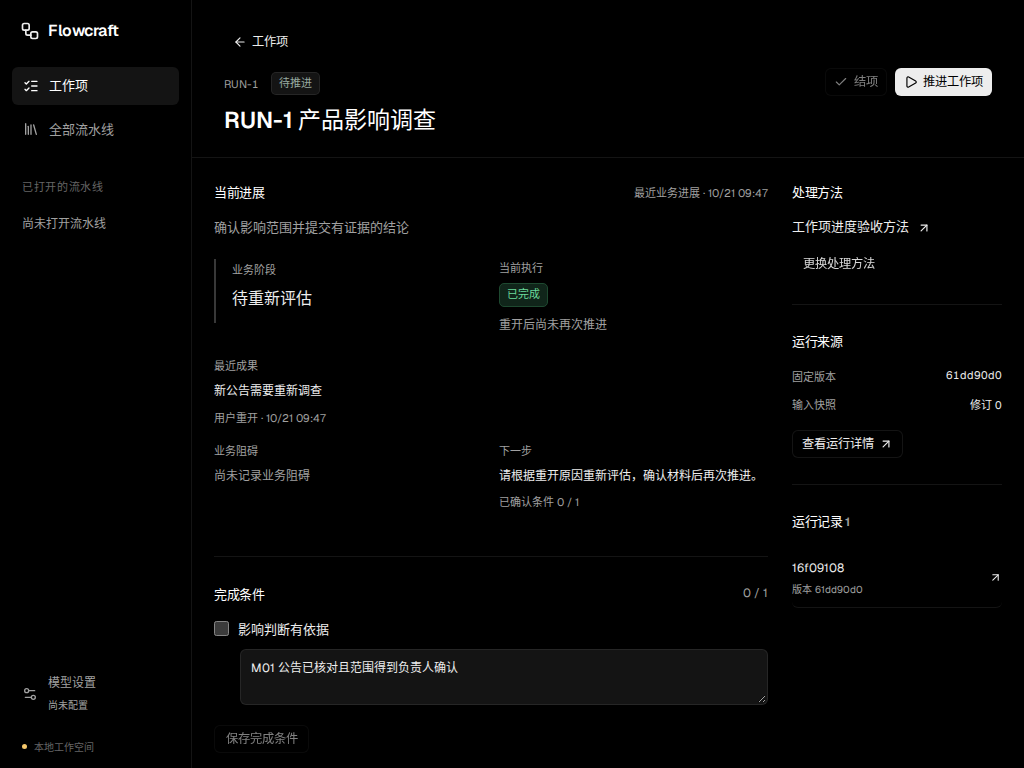 Flowcraft
工作项
全部流水线
已打开的流水线
尚未打开流水线
模型设置
尚未配置
本地工作空间
工作项
RUN-1 待推进
结项 推进工作项
RUN-1 产品影响调查
当前进展 最近业务进展 · 10/21 09:47
确认影响范围并提交有证据的结论
业务阶段
待重新评估
当前执行
已完成
重开后尚未再次推进
最近成果
新公告需要重新调查
用户重开 · 10/21 09:47
业务阻碍
尚未记录业务阻碍
下一步
请根据重开原因重新评估，确认材料后再次推进。
已确认条件 0 / 1
完成条件 0 / 1
影响判断有依据
M01 公告已核对且范围得到负责人确认
保存完成条件
处理方法
工作项进度验收方法
更换处理方法
运行来源
固定版本 61dd90d0
输入快照 修订 0
查看运行详情
运行记录 1
16f09108
版本 61dd90d0